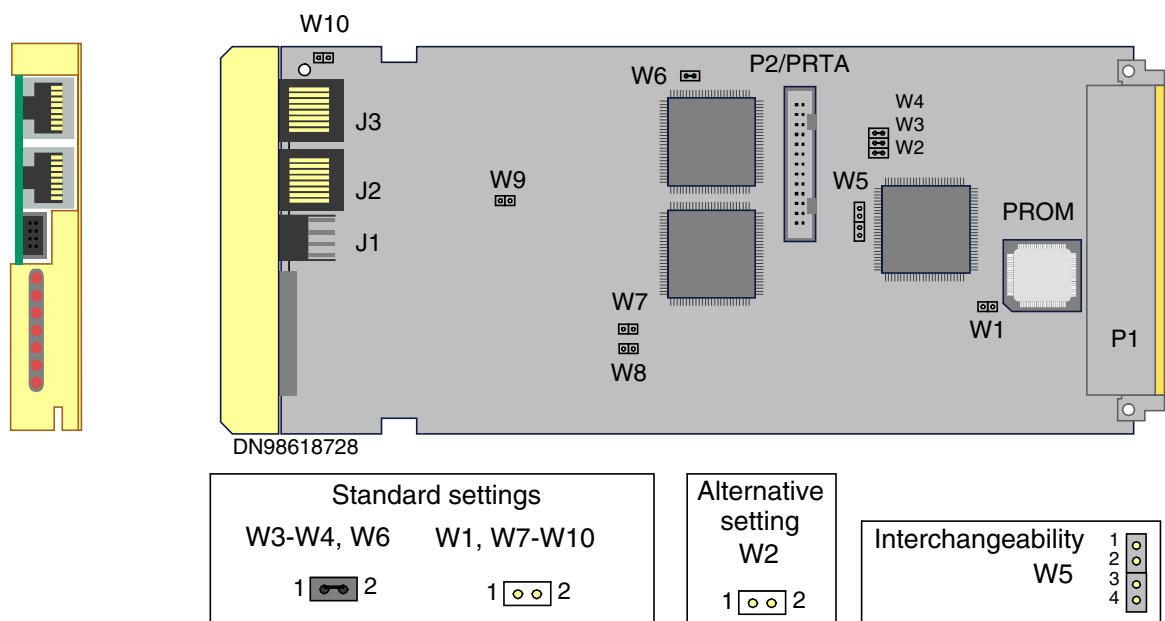 W10
W6
P2/PRTA
W4
W3
W2
J3
J2
J1
W9
W5
PROM
W7
W8
W1
P1
DN98618728
Standard settings
W3-W4, W6
W1, W7-W10
1 2
1 2
Alternative
setting
W2
1 2
Interchangeability
W5
1
2
3
4